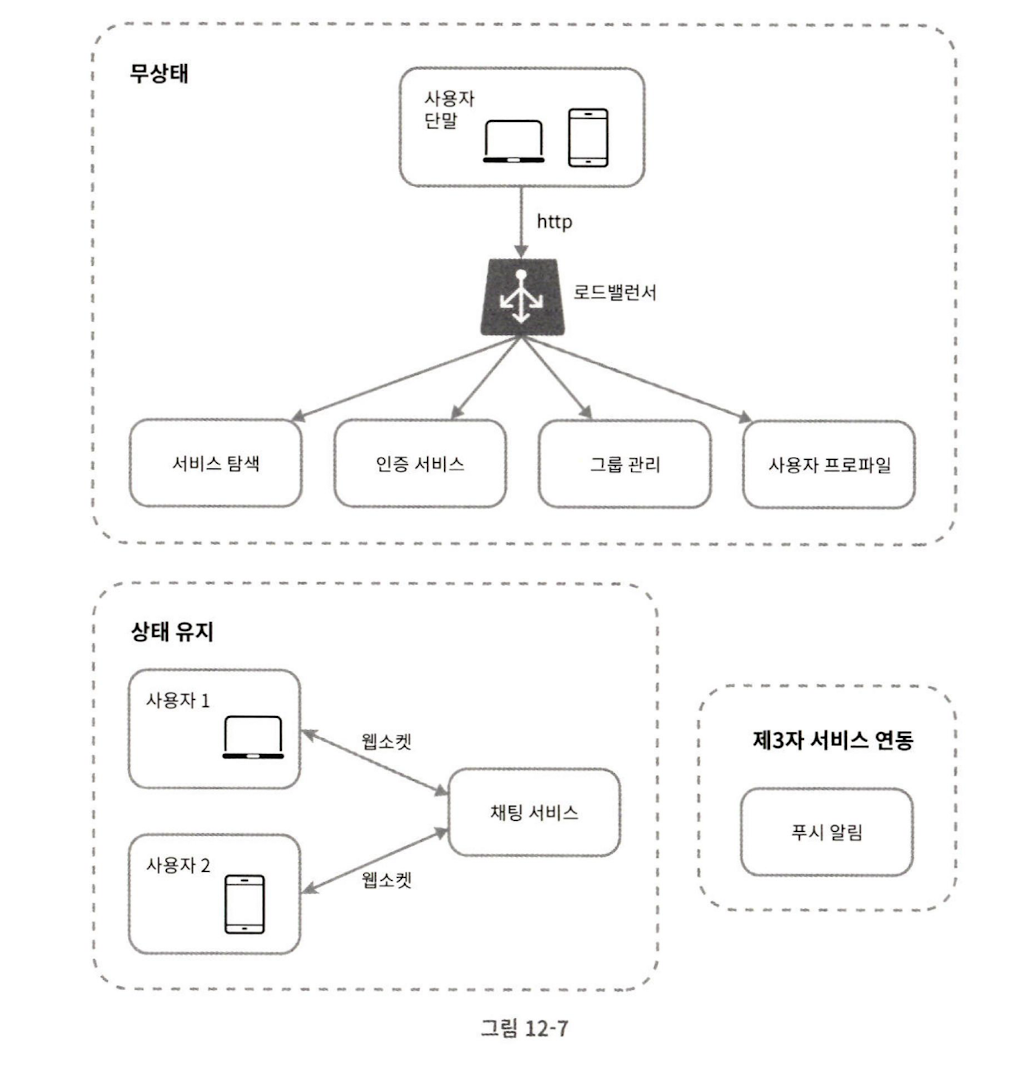 무상태
사용자
단말
http
로드밸런서
서비스 탐색
인증 서비스
그룹 관리
사용자 프로파일
상태 유지
사용자 1
웹소켓
채팅 서비스
사용자 2
웹소켓
제3자 서비스 연동
푸시 알림
그림 12-7